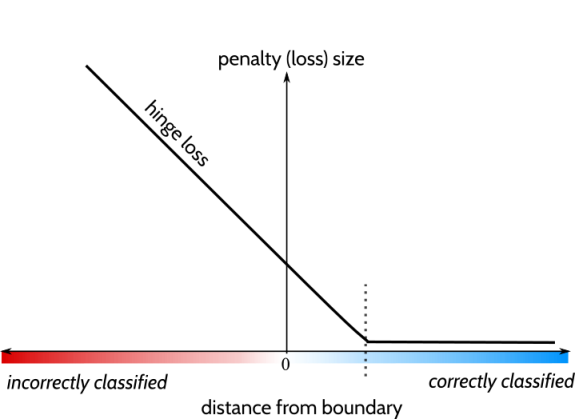 penalty (loss) size
hinge loss
0
incorrectly classified
correctly classified
distance from boundary